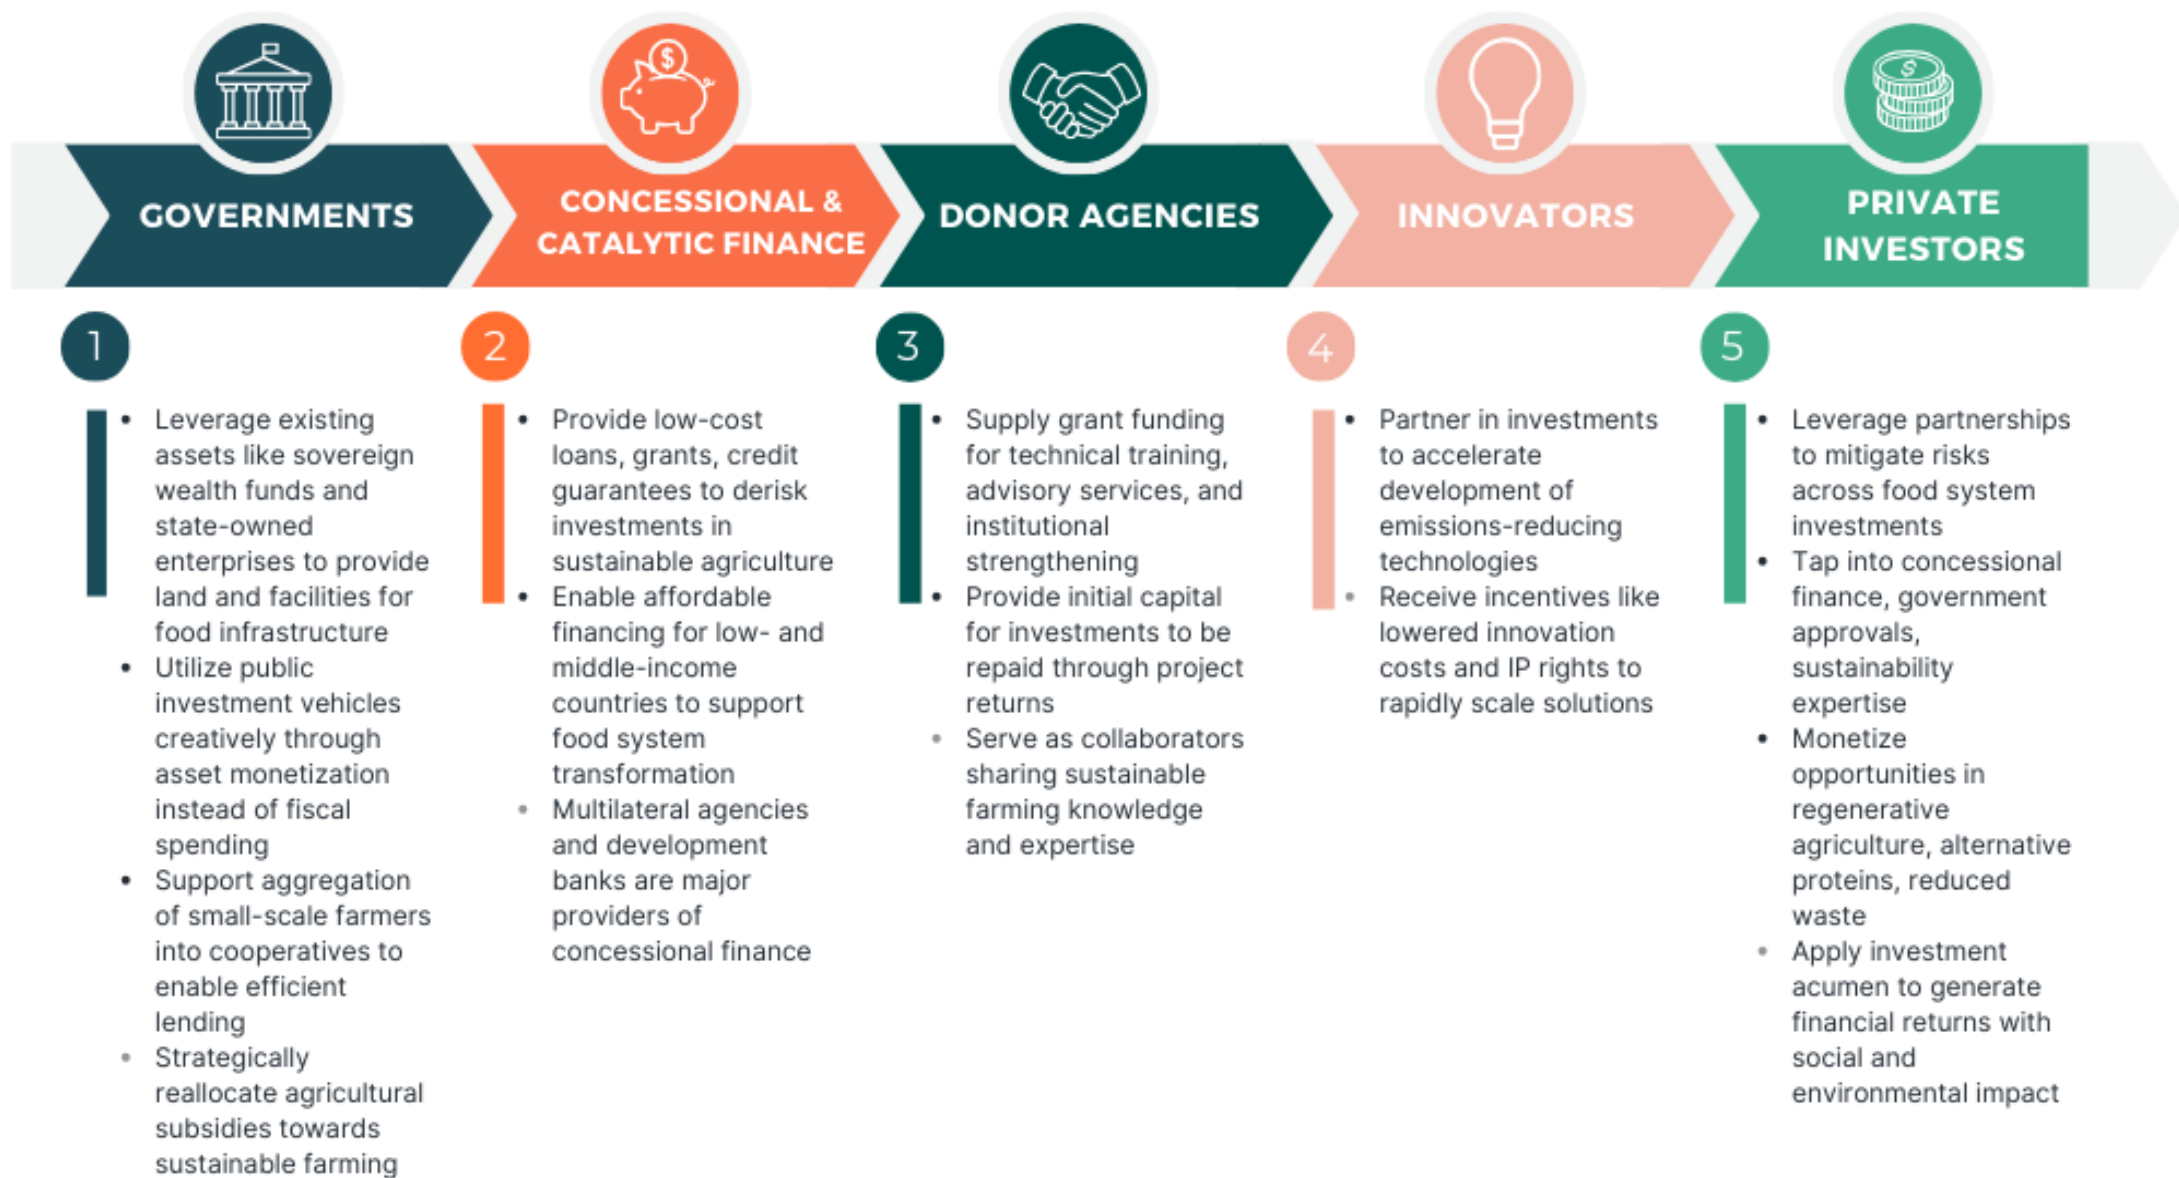 GOVERNMENTS
CONCESSIONAL &
CATALYTIC FINANCE
DONOR AGENCIES
INNOVATORS
PRIVATE
INVESTORS
1
• Leverage existing
assets like sovereign
wealth funds and
state-owned
enterprises to provide
land and facilities for
food infrastructure
• Utilize public
investment vehicles
creatively through
asset monetization
instead of fiscal
spending
• Support aggregation
of small-scale farmers
into cooperatives to
enable efficient
lending
• Strategically
reallocate agricultural
subsidies towards
sustainable farming
2
• Provide low-cost
loans, grants, credit
guarantees to derisk
investments in
sustainable agriculture
• Enable affordable
financing for low- and
middle-income
countries to support
food system
transformation
• Multilateral agencies
and development
banks are major
providers of
concessional finance
3
• Supply grant funding
for technical training,
advisory services, and
institutional
strengthening
• Provide initial capital
for investments to be
repaid through project
returns
• Serve as collaborators
sharing sustainable
farming knowledge
and expertise
4
• Partner in investments
to accelerate
development of
emissions-reducing
technologies
• Receive incentives like
lowered innovation
costs and IP rights to
rapidly scale solutions
5
• Leverage partnerships
to mitigate risks
across food system
investments
• Tap into concessional
finance, government
approvals,
sustainability
expertise
• Monetize
opportunities in
regenerative
agriculture, alternative
proteins, reduced
waste
• Apply investment
acumen to generate
financial returns with
social and
environmental impact